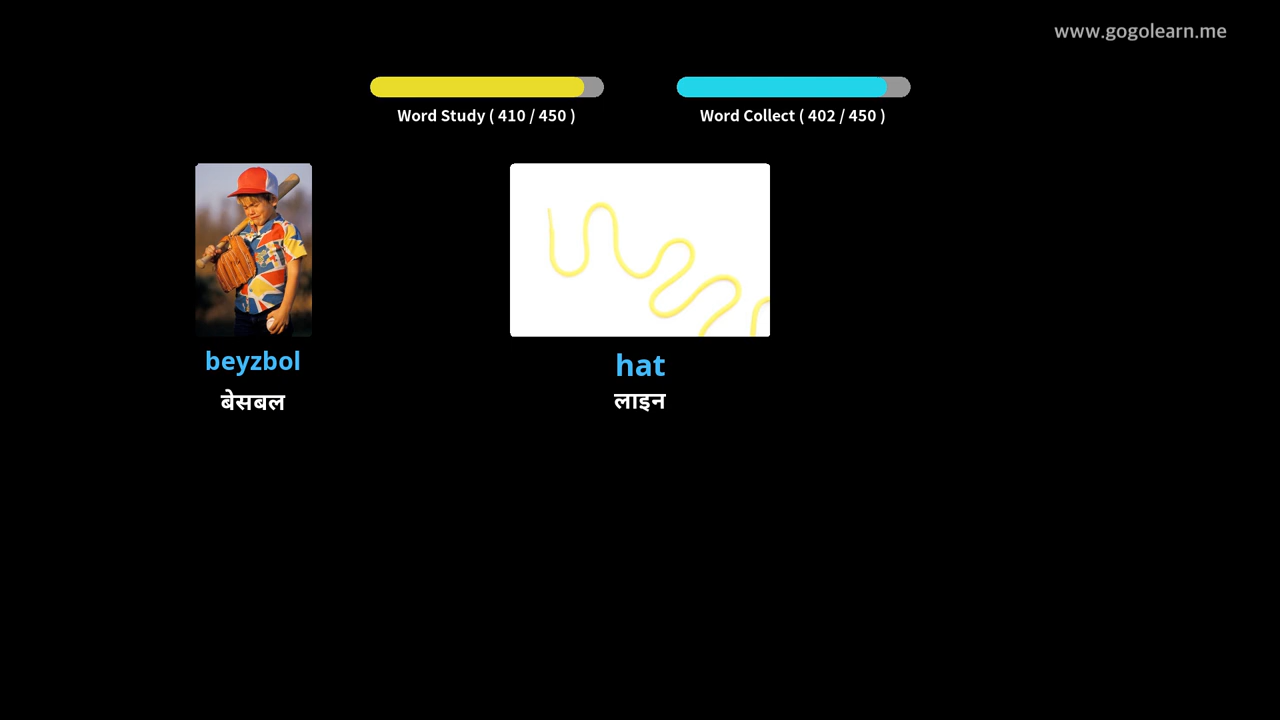 www.gogolearn.me
Word Study ( 410 / 450 )
Word Collect ( 402 / 450 )
beyzbol
बेसबल
hat
लाइन